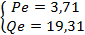 Pe = 3,71
Qe = 19,31